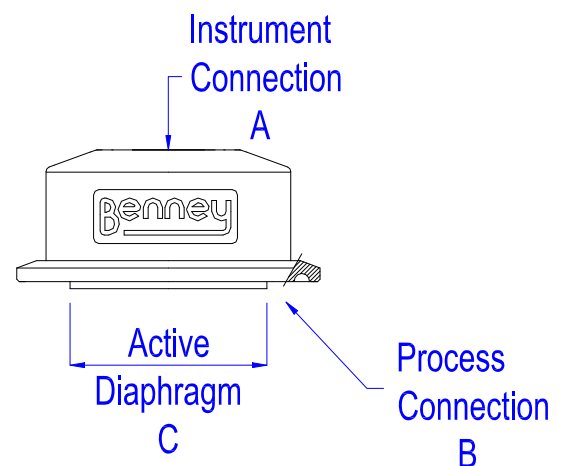 Instrument
Connection
A
Benney
Active
Diaphragm
C
Process
Connection
B